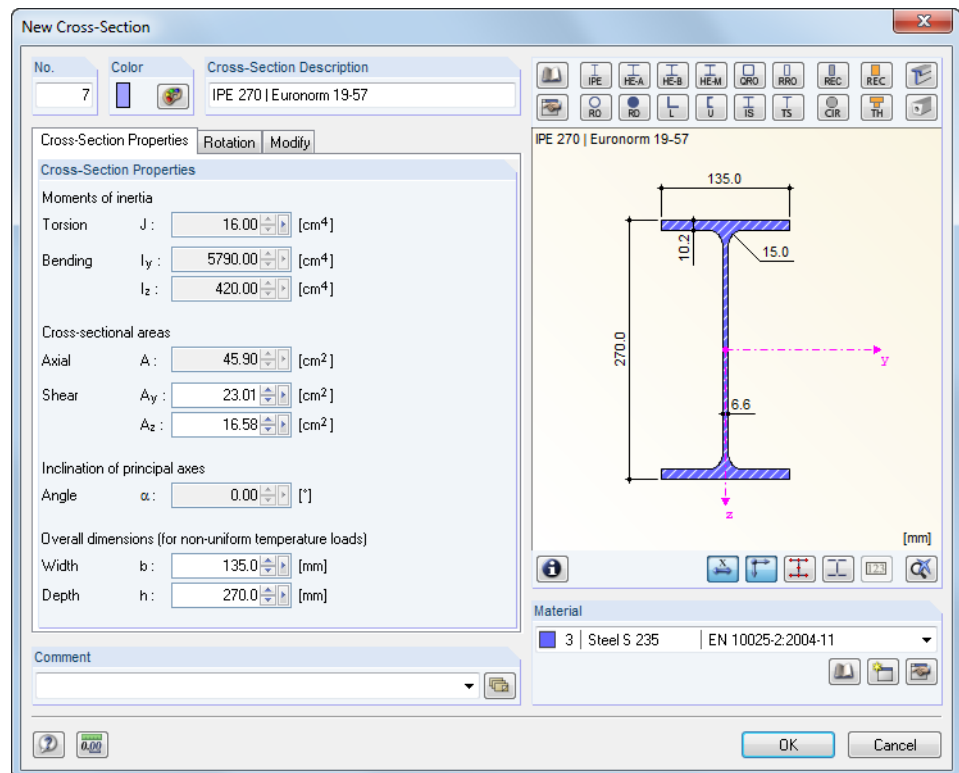 New Cross-Section
No. Color Cross-Section Description
7 IPE 270 | Euronorm 19-57
IPE HE-A HE-B HE-M QRO RRO REC REC
RO RO L U IS TS CIR TH
Cross-Section Properties Rotation Modify
Cross-Section Properties
Moments of inertia
Torsion J : 16.00 [cm4]
Bending Iy : 5790.00 [cm4]
Iz : 420.00 [cm4]
Cross-sectional areas
Axial A : 45.90 [cm2]
Shear Ay : 23.01 [cm2]
Az : 16.58 [cm2]
Inclination of principal axes
Angle α : 0.00 [°]
Overall dimensions (for non-uniform temperature loads)
Width b : 135.0 [mm]
Depth h : 270.0 [mm]
Comment
0.00
IPE 270 | Euronorm 19-57
135.0
10.2
15.0
270.0
y
6.6
z
[mm]
X
123
Material
3 Steel S 235 EN 10025-2:2004-11
OK Cancel